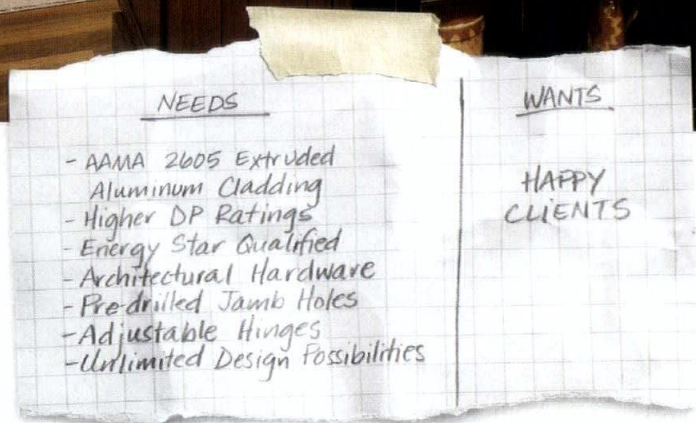 NEEDS
- AAMA 2605 Extruded
Aluminum Cladding
- Higher DP Ratings
- Energy Star Qualified
- Architectural Hardware
- Pre-drilled Jamb Holes
- Adjustable Hinges
- Unlimited Design Possibilities
WANTS
HAPPY
CLIENTS